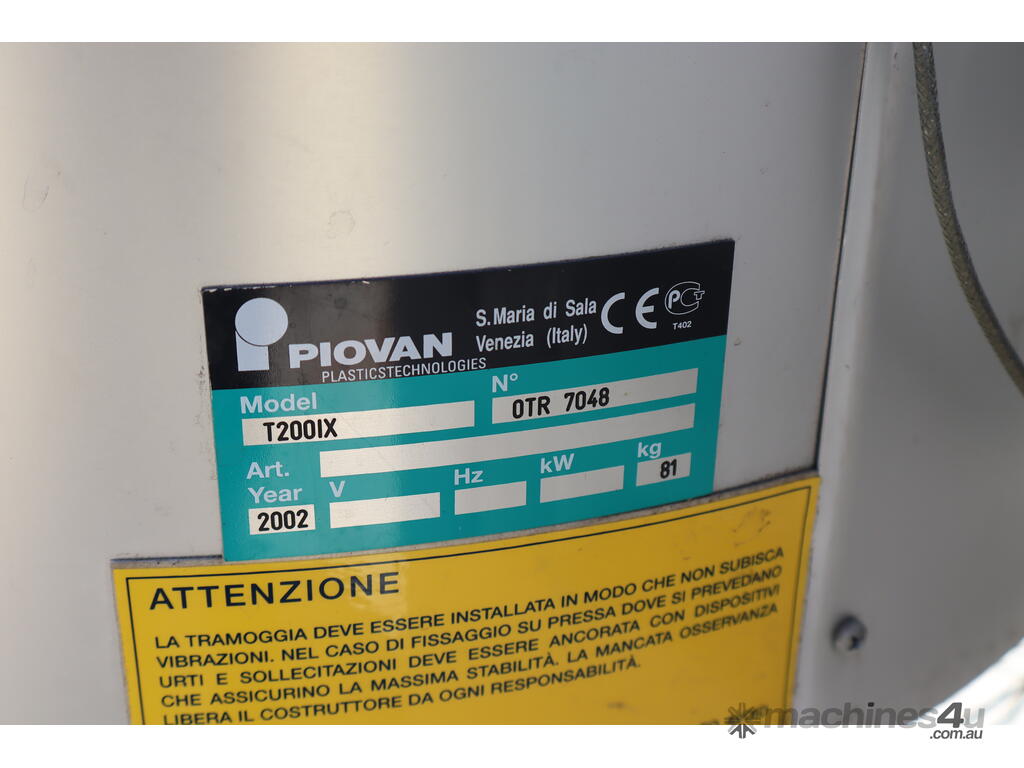 PIOVAN
PLASTICSTECHNOLOGIES
S. Maria di Sala
Venezia (Italy)
CE
PCT
T402
Model
T200IX
N°
OTR 7048
Art.
Year
2002
V
Hz
kW
kg
81
ATTENZIONE
LA TRAMOGGIA DEVE ESSERE INSTALLATA IN MODO CHE NON SUBISCA
VIBRAZIONI. NEL CASO DI FISSAGGIO SU PRESSA DOVE SI PREVEDANO
URTI E SOLLECITAZIONI DEVE ESSERE ANCORATA CON DISPOSITIVI
CHE ASSICURINO LA MASSIMA STABILITÀ. LA MANCATA OSSERVANZA
LIBERA IL COSTRUTTORE DA OGNI RESPONSABILITÀ.
machines4u
.com.au